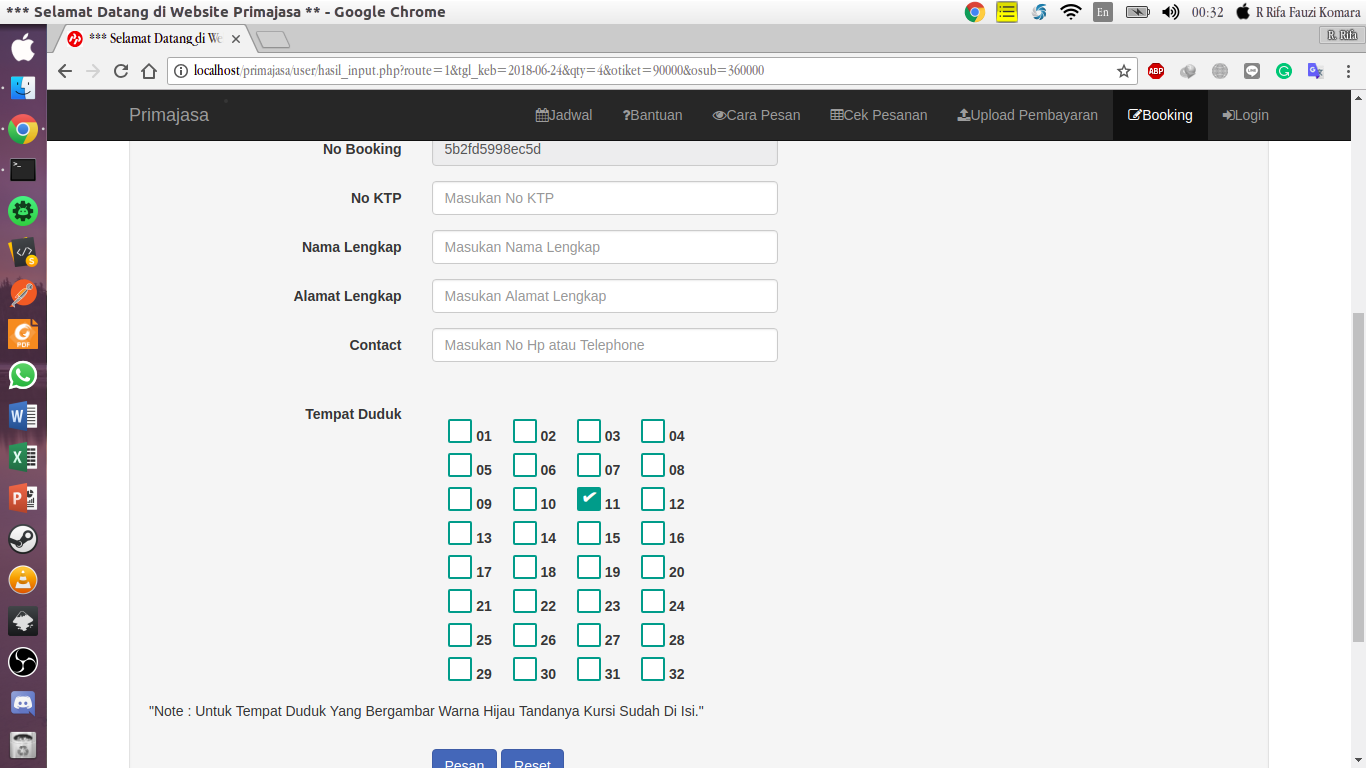 *** Selamat Datang di Website Primajasa ** - Google Chrome
En
00:32
R Rifa Fauzi Komara
*** Selamat Datang di We
R. Rifa
localhost/primajasa/user/hasil_input.php?route=1&tgl_keb=2018-06-24&qty=4&otiket=90000&osub=360000
ABP
Primajasa
Jadwal
?Bantuan
Cara Pesan
Cek Pesanan
Upload Pembayaran
Booking
Login
No Booking
5b2fd5998ec5d
No KTP
Masukan No KTP
Nama Lengkap
Masukan Nama Lengkap
Alamat Lengkap
Masukan Alamat Lengkap
Contact
Masukan No Hp atau Telephone
Tempat Duduk
01 02 03 04
05 06 07 08
09 10 11 12
13 14 15 16
17 18 19 20
21 22 23 24
25 26 27 28
29 30 31 32
"Note : Untuk Tempat Duduk Yang Bergambar Warna Hijau Tandanya Kursi Sudah Di Isi."
Pesan
Reset